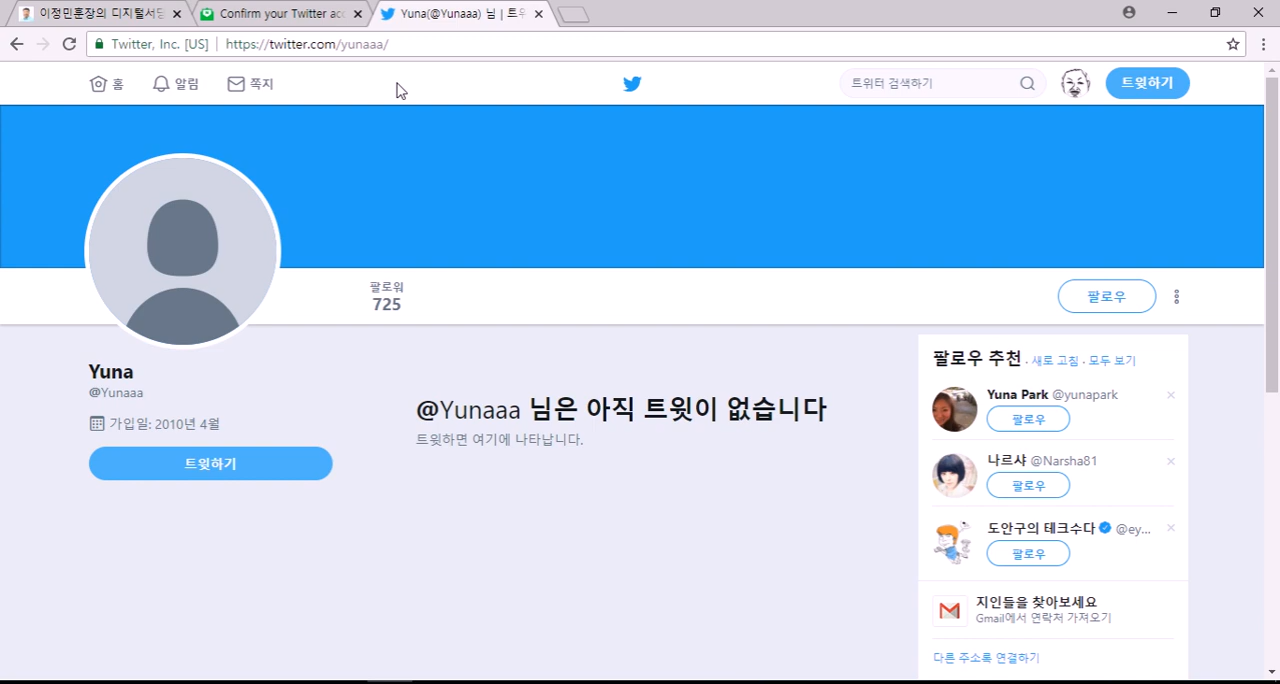 이정민훈장의 디지털서당
Confirm your Twitter acc
Yuna(@Yunaaa) 님 | 트위
Twitter, Inc. [US]
https://twitter.com/yunaaa/
홈
알림
쪽지
트위터 검색하기
트윗하기
팔로워
725
팔로우
Yuna
@Yunaaa
가입일: 2010년 4월
트윗하기
@Yunaaa 님은 아직 트윗이 없습니다
트윗하면 여기에 나타납니다.
팔로우 추천 · 새로 고침 · 모두 보기
Yuna Park @yunapark
팔로우
나르샤 @Narsha81
팔로우
도안구의 테크수다 @ey...
팔로우
지인들을 찾아보세요
Gmail에서 연락처 가져오기
다른 주소록 연결하기